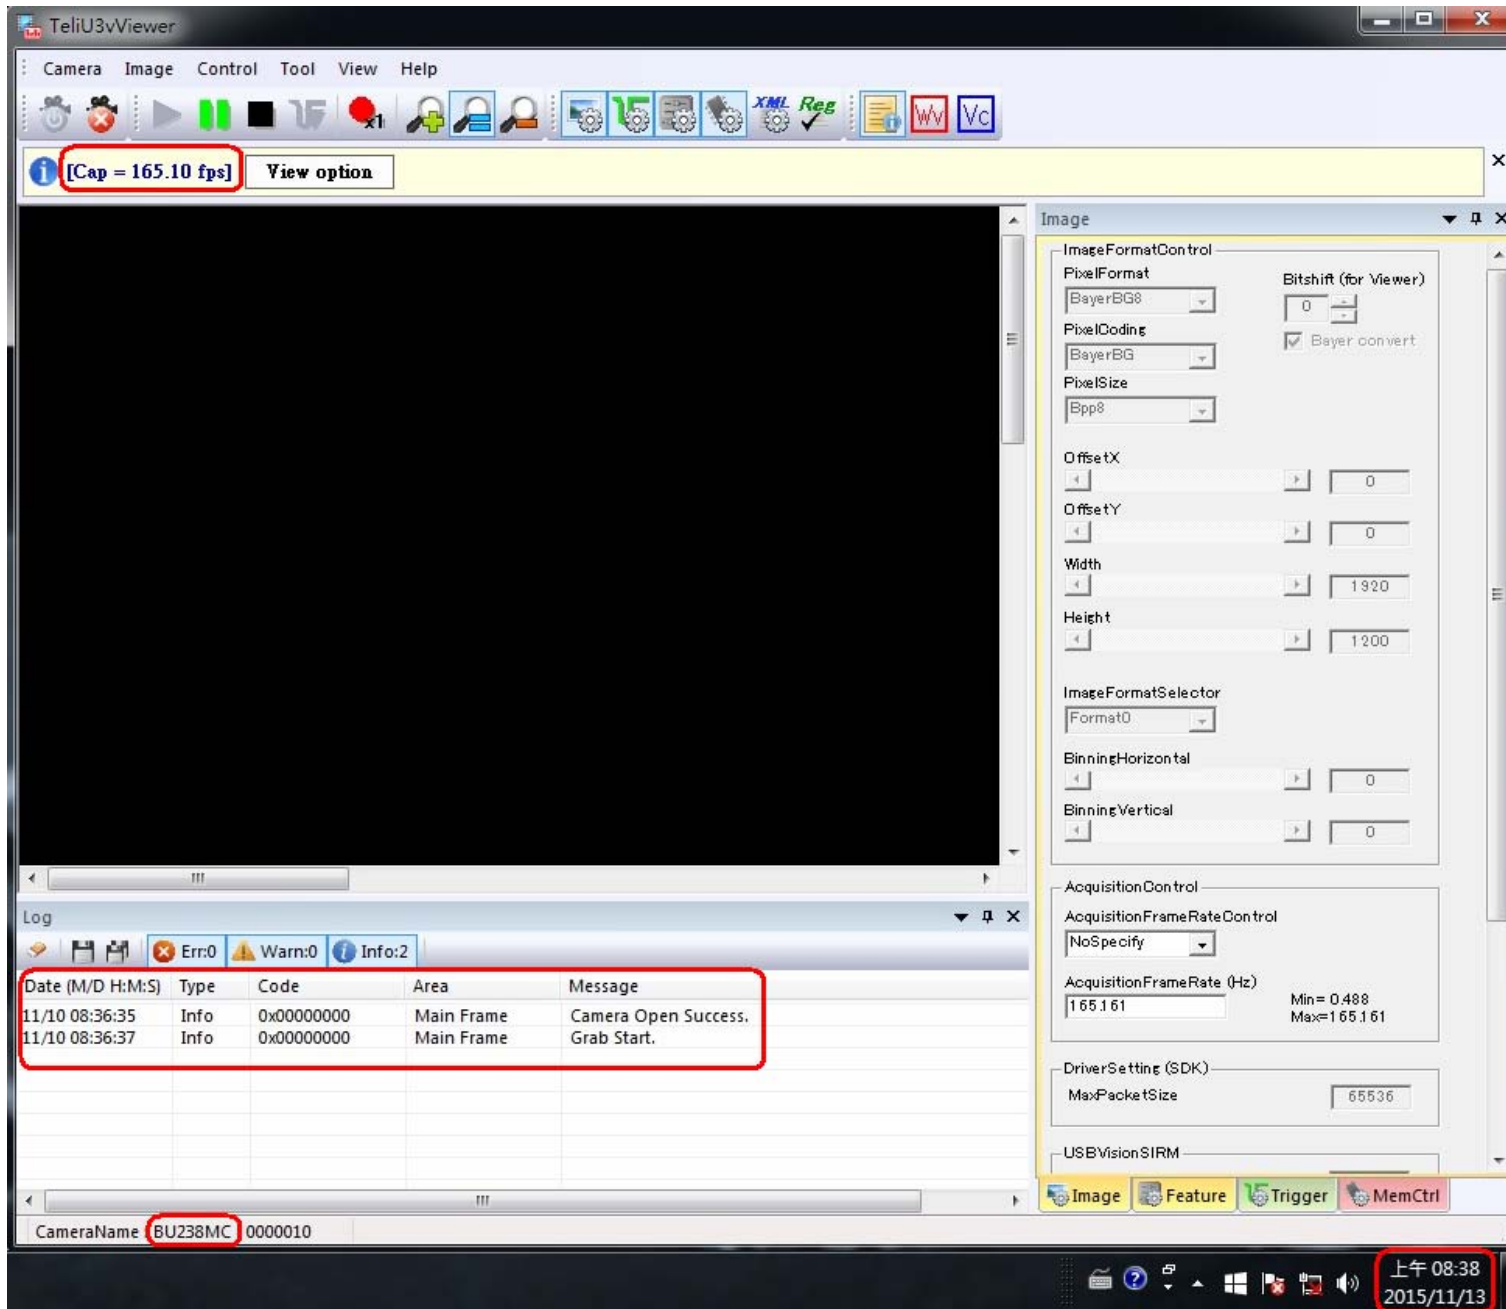 TeliU3vViewer
Camera Image Control Tool View Help
x1
XML Reg
WV Vc
[Cap = 165.10 fps] View option
Image
ImageFormatControl
PixelFormat
Bitshift (for Viewer)
BayerBG8
0
PixelCoding
Bayer convert
BayerBG
PixelSize
Bpp8
OffsetX
0
OffsetY
0
Width
1920
Height
1200
ImageFormatSelector
Format0
BinningHorizontal
0
BinningVertical
0
AcquisitionControl
AcquisitionFrameRateControl
NoSpecify
AcquisitionFrameRate (Hz)
165.161
Min= 0.488
Max=165.161
DriverSetting (SDK)
MaxPacketSize 65536
USBVisionSIRM
Image Feature Trigger MemCtrl
Log
Err:0 Warn:0 Info:2
Date (M/D H:M:S) Type Code Area Message
11/10 08:36:35 Info 0x00000000 Main Frame Camera Open Success.
11/10 08:36:37 Info 0x00000000 Main Frame Grab Start.
CameraName BU238MC 0000010
上午 08:38
2015/11/13